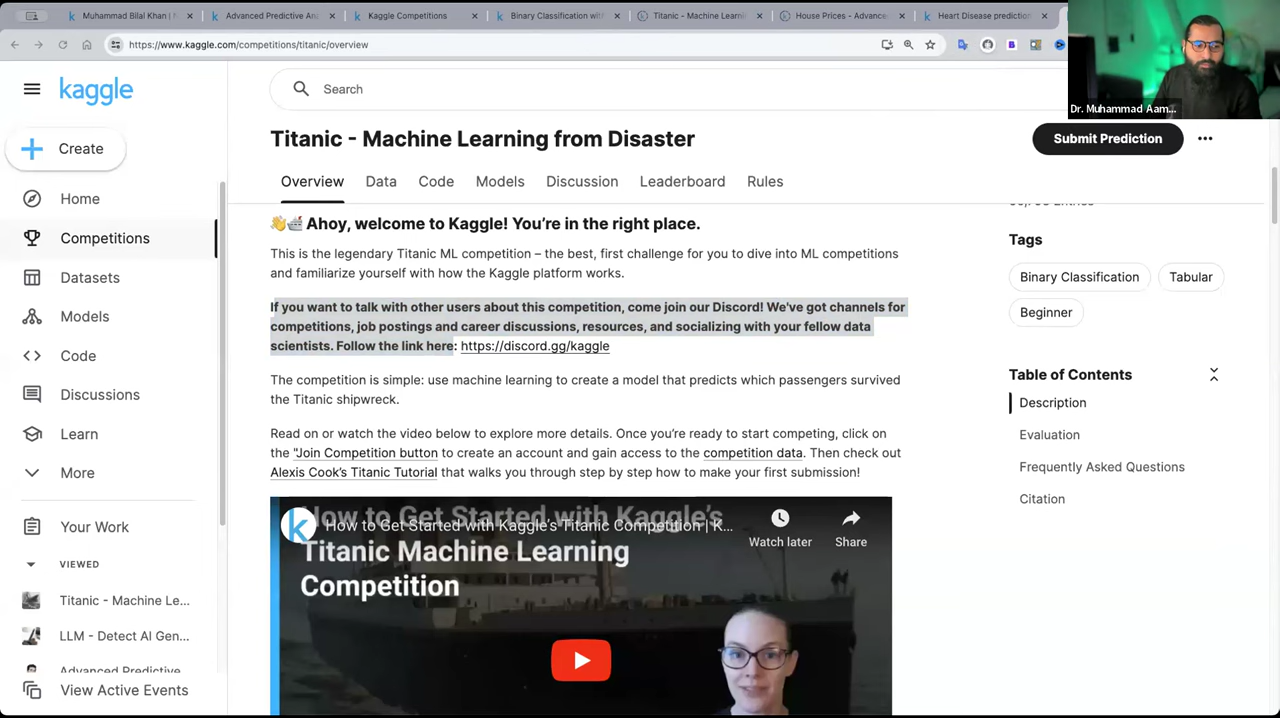 Muhammad Bilal Khan |
Advanced Predictive An
Kaggle Competitions
Binary Classification wit
Titanic - Machine Learni
House Prices - Advance
Heart Disease prediction
https://www.kaggle.com/competitions/titanic/overview
Dr. Muhammad Aam...
kaggle
Search
Create
Titanic - Machine Learning from Disaster
Submit Prediction
Overview
Data
Code
Models
Discussion
Leaderboard
Rules
Home
Competitions
Datasets
Models
Code
Discussions
Learn
More
Your Work
VIEWED
Titanic - Machine Le...
LLM - Detect AI Gen...
Advanced Predictive
View Active Events
Ahoy, welcome to Kaggle! You’re in the right place.
This is the legendary Titanic ML competition – the best, first challenge for you to dive into ML competitions
and familiarize yourself with how the Kaggle platform works.
If you want to talk with other users about this competition, come join our Discord! We've got channels for
competitions, job postings and career discussions, resources, and socializing with your fellow data
scientists. Follow the link here: https://discord.gg/kaggle
The competition is simple: use machine learning to create a model that predicts which passengers survived
the Titanic shipwreck.
Read on or watch the video below to explore more details. Once you’re ready to start competing, click on
the "Join Competition button to create an account and gain access to the competition data. Then check out
Alexis Cook’s Titanic Tutorial that walks you through step by step how to make your first submission!
How to Get Started with Kaggle’s Titanic Competition | K...
Watch later
Share
How to Get Started with Kaggle’s
Titanic Machine Learning
Competition
Tags
Binary Classification
Tabular
Beginner
Table of Contents
Description
Evaluation
Frequently Asked Questions
Citation